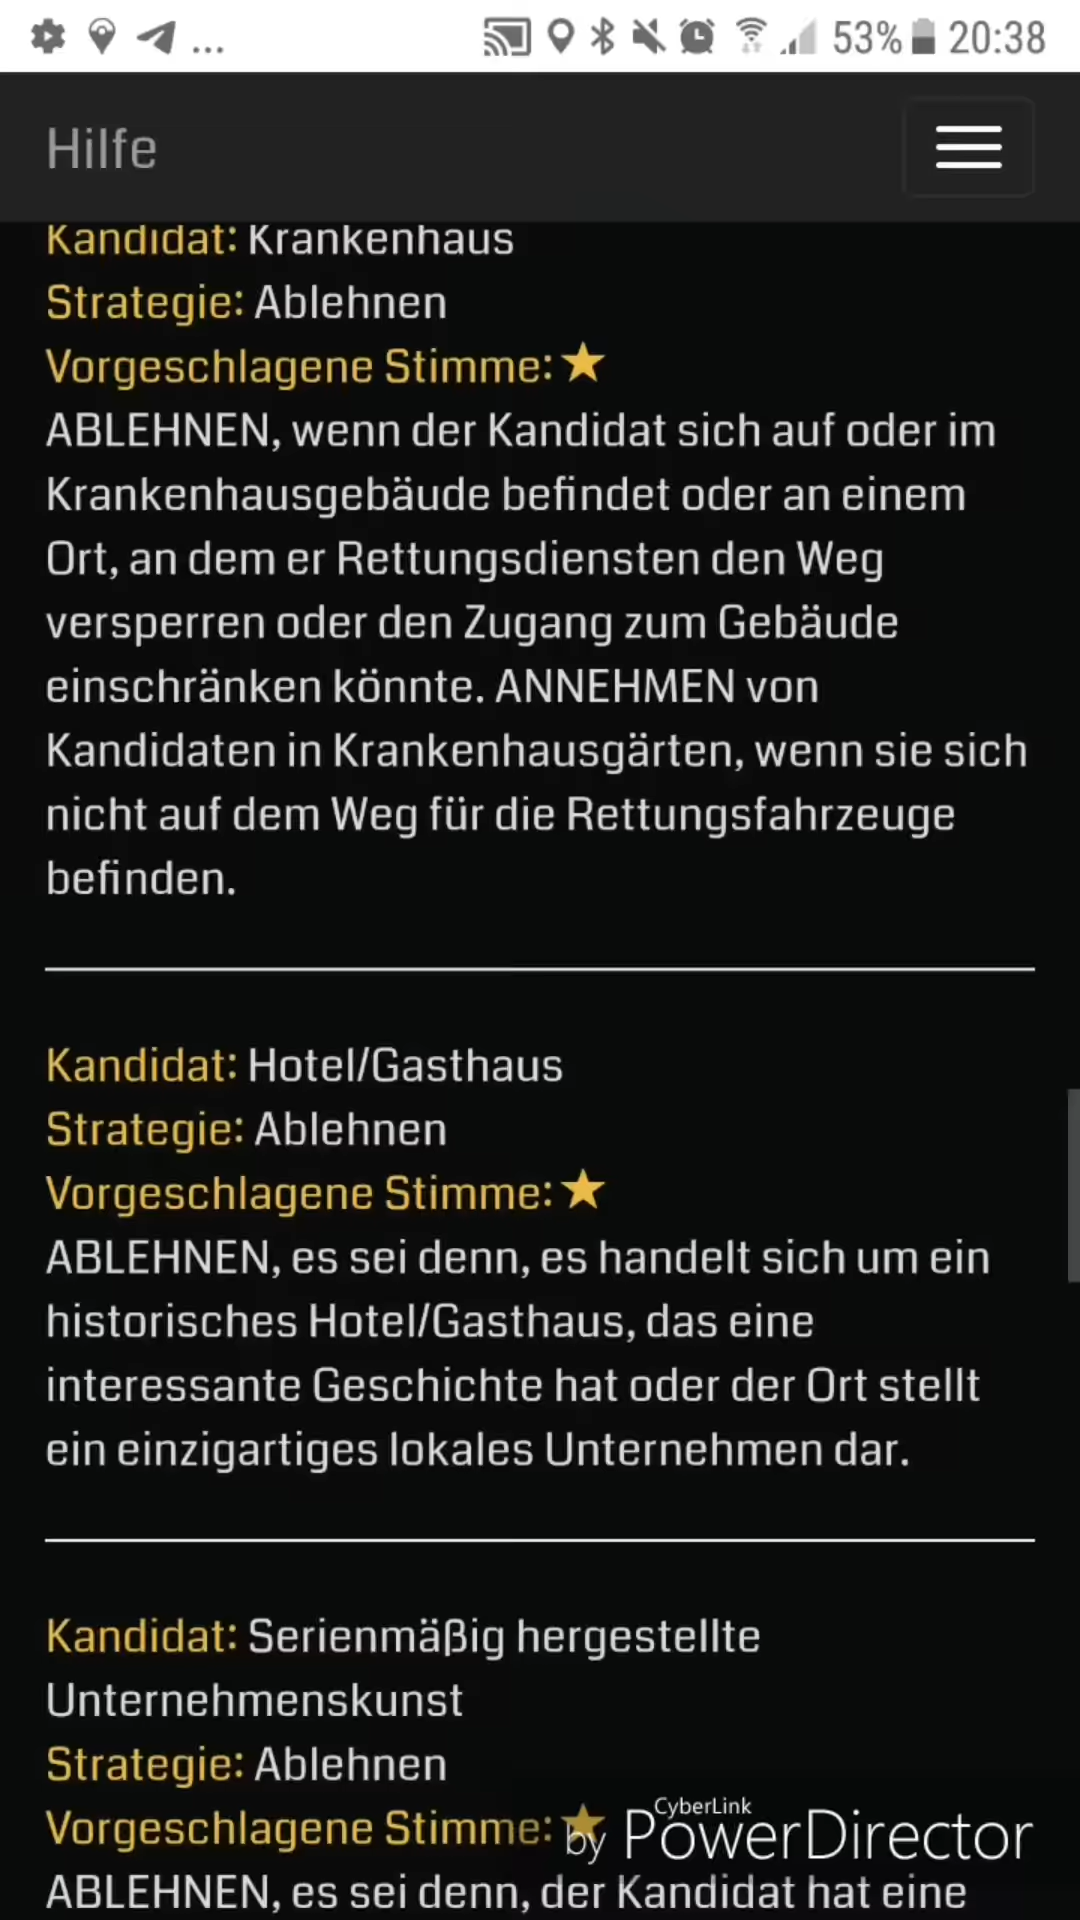 ... 53% 20:38
Hilfe
Kandidat: Krankenhaus
Strategie: Ablehnen
Vorgeschlagene Stimme: ★
ABLEHNEN, wenn der Kandidat sich auf oder im
Krankenhausgebäude befindet oder an einem
Ort, an dem er Rettungsdiensten den Weg
versperren oder den Zugang zum Gebäude
einschränken könnte. ANNEHMEN von
Kandidaten in Krankenhausgärten, wenn sie sich
nicht auf dem Weg für die Rettungsfahrzeuge
befinden.
Kandidat: Hotel/Gasthaus
Strategie: Ablehnen
Vorgeschlagene Stimme: ★
ABLEHNEN, es sei denn, es handelt sich um ein
historisches Hotel/Gasthaus, das eine
interessante Geschichte hat oder der Ort stellt
ein einzigartiges lokales Unternehmen dar.
Kandidat: Serienmäßig hergestellte
Unternehmenskunst
Strategie: Ablehnen
Vorgeschlagene Stimme: ★
CyberLink
by PowerDirector
ABLEHNEN, es sei denn, der Kandidat hat eine